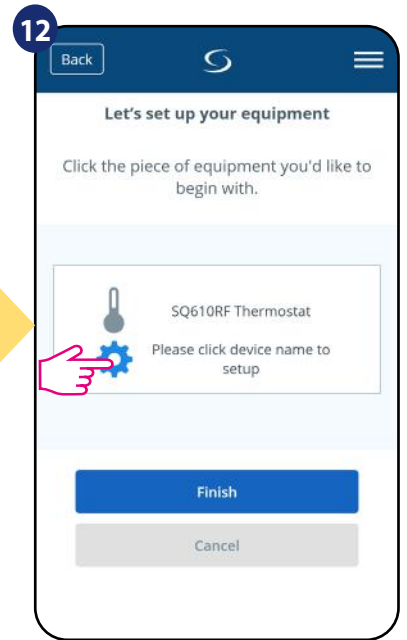 12
Back
Let's set up your equipment
Click the piece of equipment you'd like to
begin with.
SQ610RF Thermostat
Please click device name to
setup
Finish
Cancel